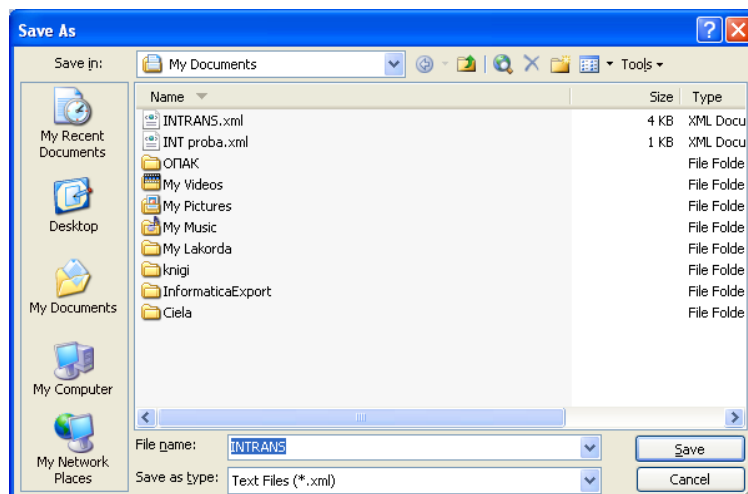 Save As
Save in:
My Documents
Tools
Name
Size
Type
INTRANS.xml
4 KB
XML Docu
INT proba.xml
1 KB
XML Docu
ОПАК
File Folde
My Videos
File Folde
My Pictures
File Folde
My Music
File Folde
My Lakorda
File Folde
knigi
File Folde
InformaticaExport
File Folde
Ciela
File Folde
My Recent
Documents
Desktop
My Documents
My Computer
My Network
Places
File name:
INTRANS
Save
Save as type:
Text Files (*.xml)
Cancel